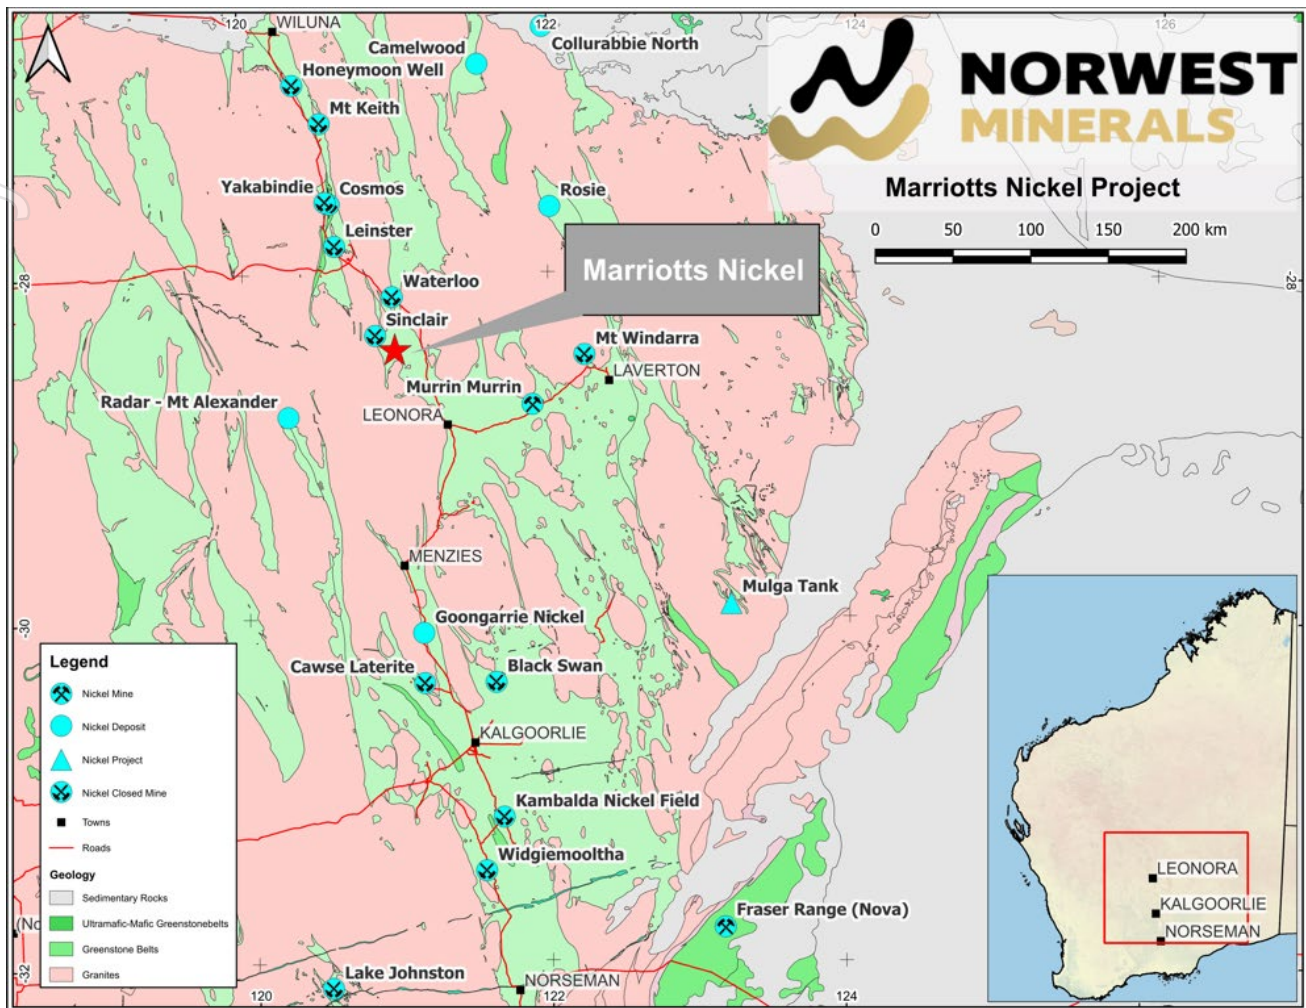 120
122
124
126
WILUNA
Camelwood
Collurabbie North
Honeymoon Well
Mt Keith
NORWEST
MINERALS
Marriotts Nickel Project
0 50 100 150 200 km
Yakabindie
Cosmos
Rosie
Leinster
Marriotts Nickel
-28
-28
Waterloo
Sinclair
Mt Windarra
LAVERTON
Murrin Murrin
Radar - Mt Alexander
LEONORA
MENZIES
Mulga Tank
Goongarrie Nickel
-30
Cawse Laterite
Black Swan
KALGOORLIE
Kambalda Nickel Field
Widgiemooltha
Fraser Range (Nova)
Lake Johnston
NORSEMAN
-32
120
122
124
Legend
Nickel Mine
Nickel Deposit
Nickel Project
Nickel Closed Mine
Towns
Roads
Geology
Sedimentary Rocks
Ultramafic-Mafic Greenstonebelts
Greenstone Belts
Granites
(No
LEONORA
KALGOORLIE
NORSEMAN